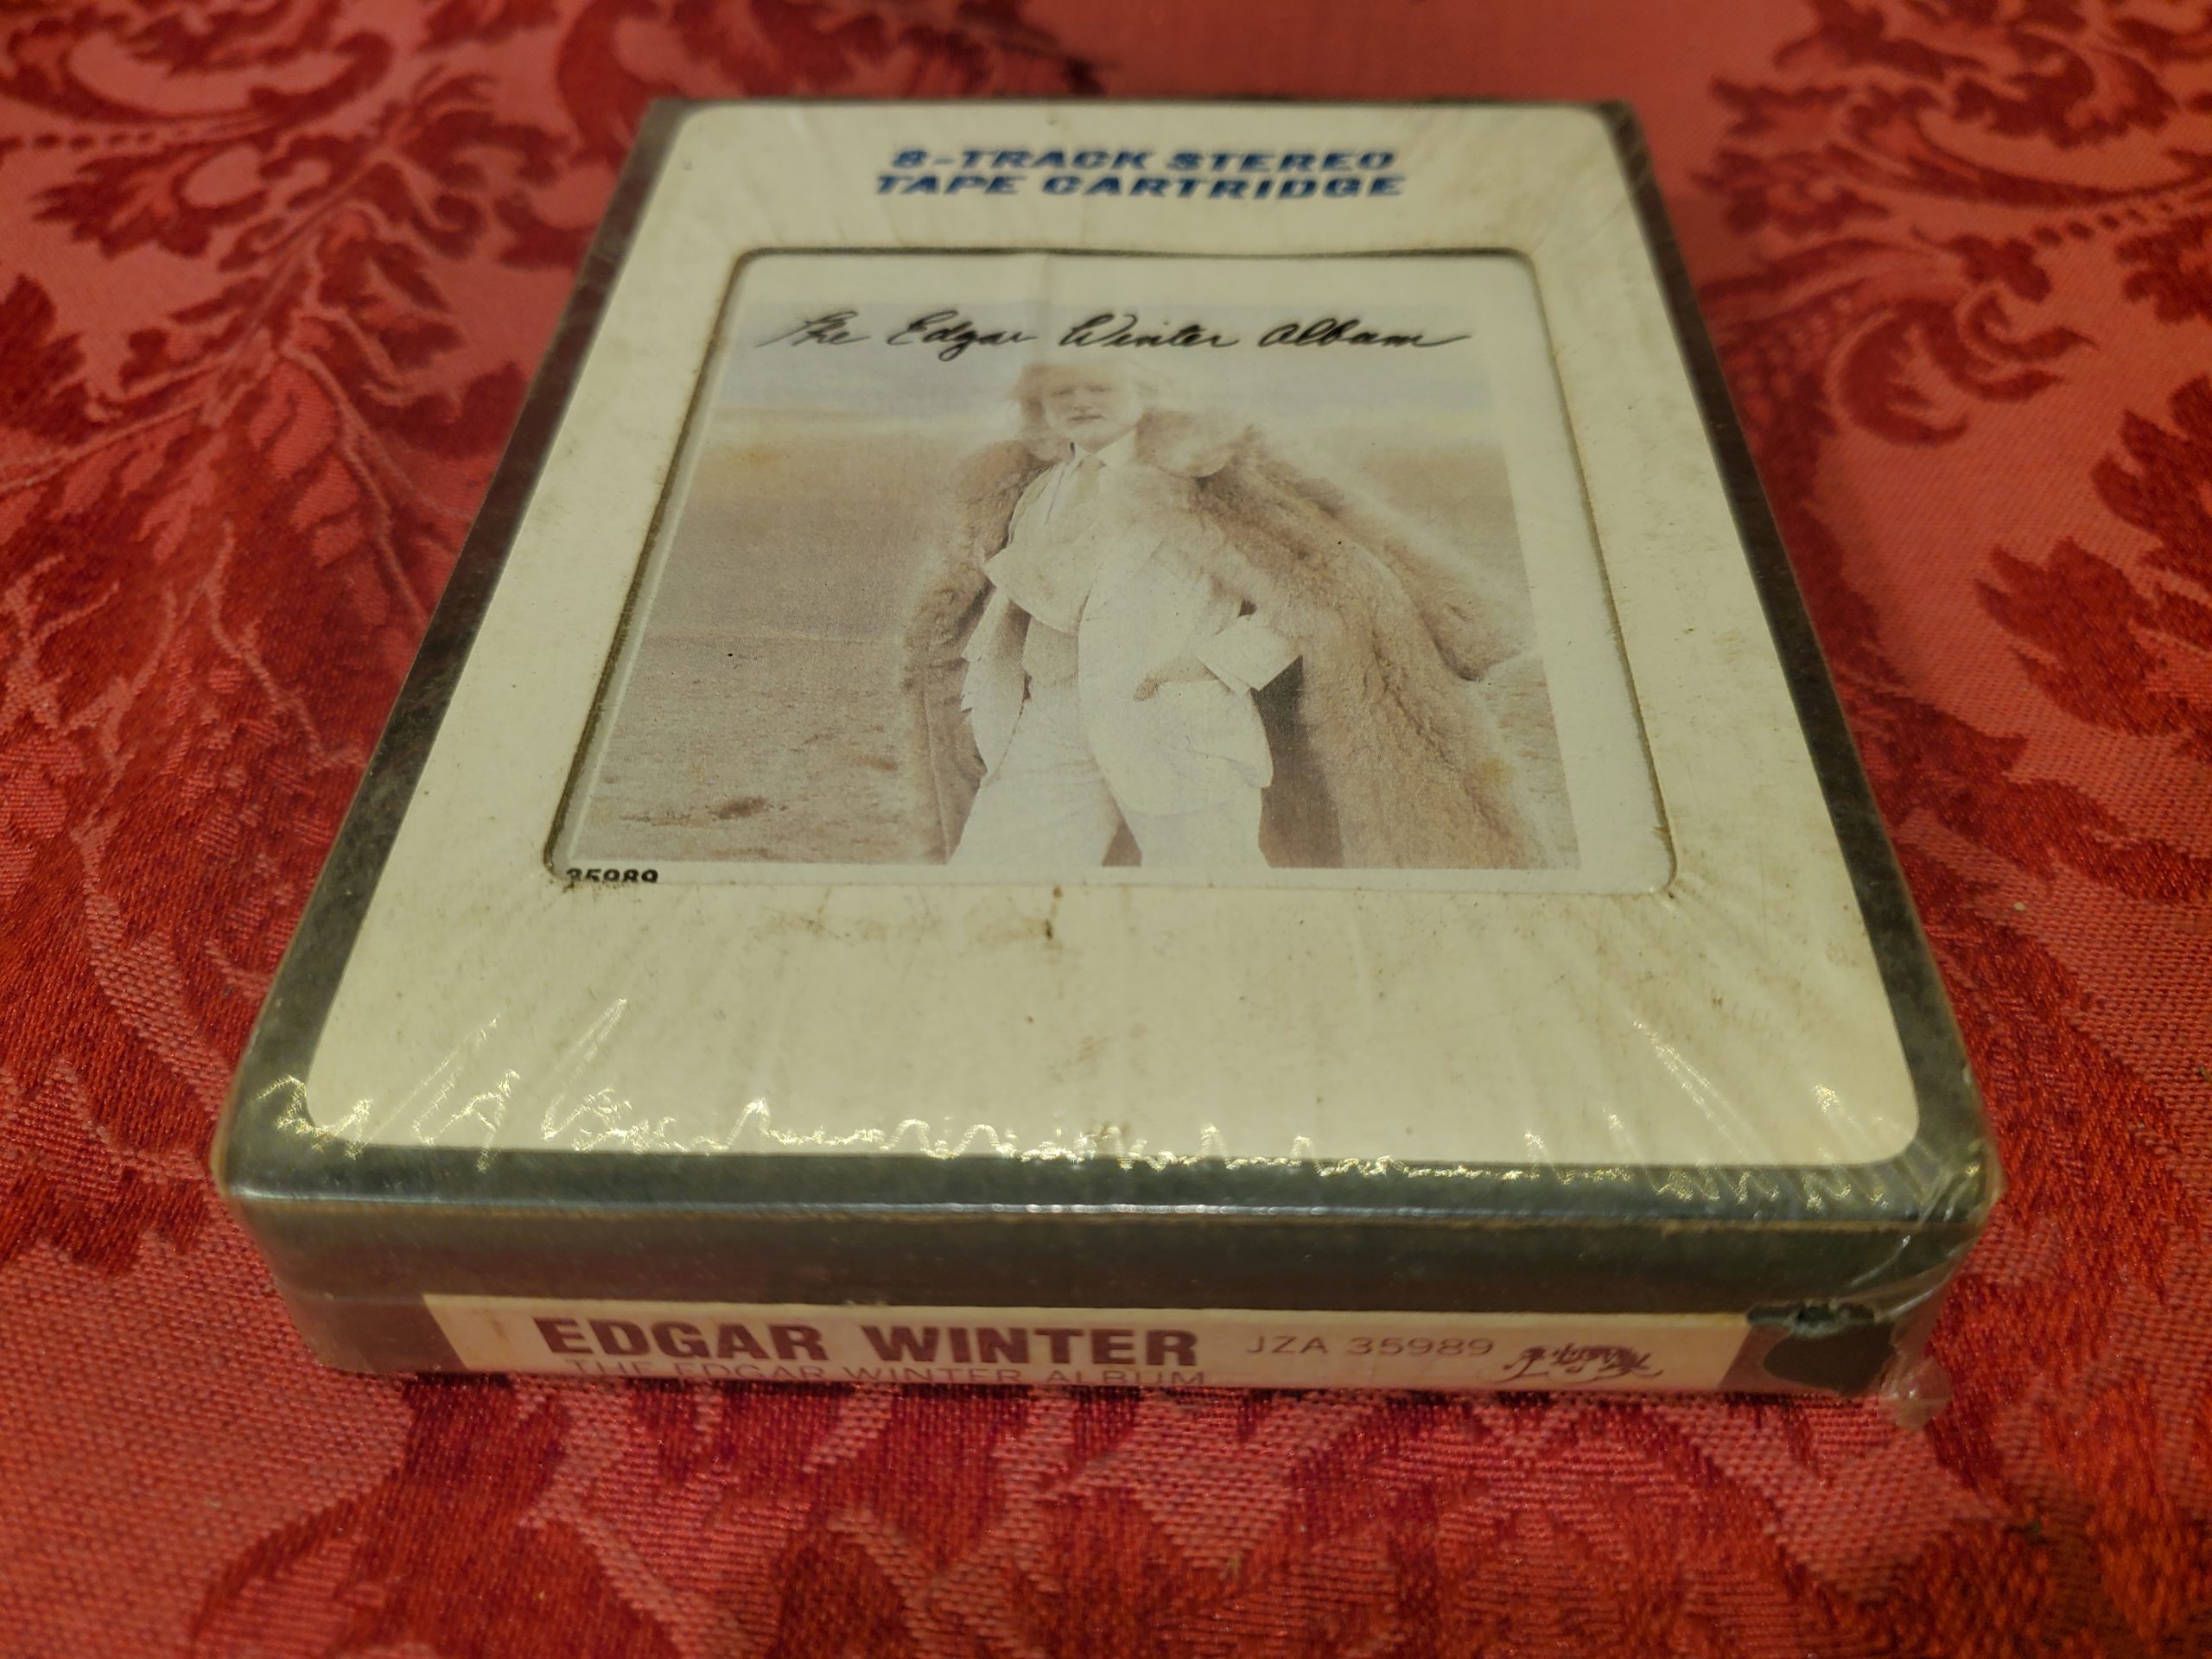 8-TRACK STEREO
TAPE CARTRIDGE
The Edgar Winter Album
35989
EDGAR WINTER JZA 35989
THE EDGAR WINTER ALBUM